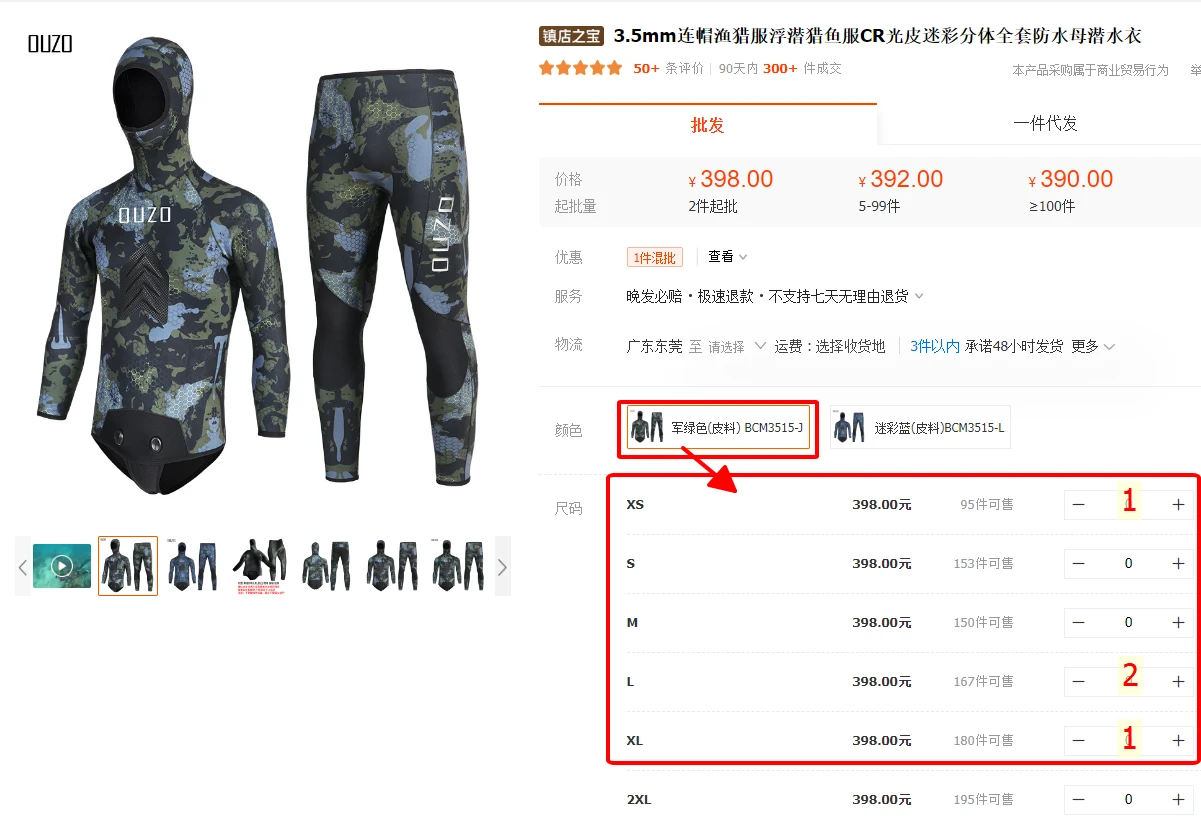 OUZO
OUZO
OUZO
镇店之宝 3.5mm连帽渔猎服浮潜猎鱼服CR光皮迷彩分体全套防水母潜水衣
50+ 条评价 90天内 300+ 件成交 本产品采购属于商业贸易行为 举
批发 一件代发
价格 ¥398.00 ¥392.00 ¥390.00
起批量 2件起批 5-99件 ≥100件
优惠 1件混批 查看
服务 晚发必赔・极速退款・不支持七天无理由退货
物流 广东东莞 至 请选择 运费：选择收货地 3件以内 承诺48小时发货 更多
颜色 军绿色(皮料) BCM3515-J 迷彩蓝(皮料)BCM3515-L
尺码
XS 398.00元 95件可售 － 1 +
S 398.00元 153件可售 － 0 +
M 398.00元 150件可售 － 0 +
L 398.00元 167件可售 － 2 +
XL 398.00元 180件可售 － 1 +
2XL 398.00元 195件可售 － 0 +